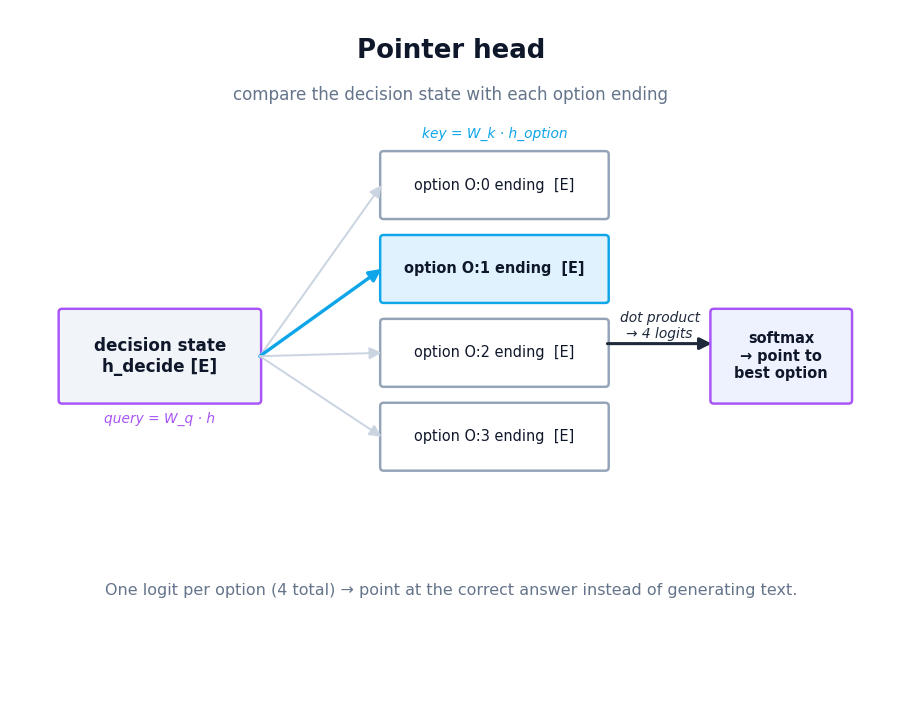 Pointer head
compare the decision state with each option ending
key = W_k · h_option
option O:0 ending  [E]
option O:1 ending  [E]
option O:2 ending  [E]
option O:3 ending  [E]
decision state
h_decide [E]
query = W_q · h
dot product
→ 4 logits
softmax
→ point to
best option
One logit per option (4 total) → point at the correct answer instead of generating text.